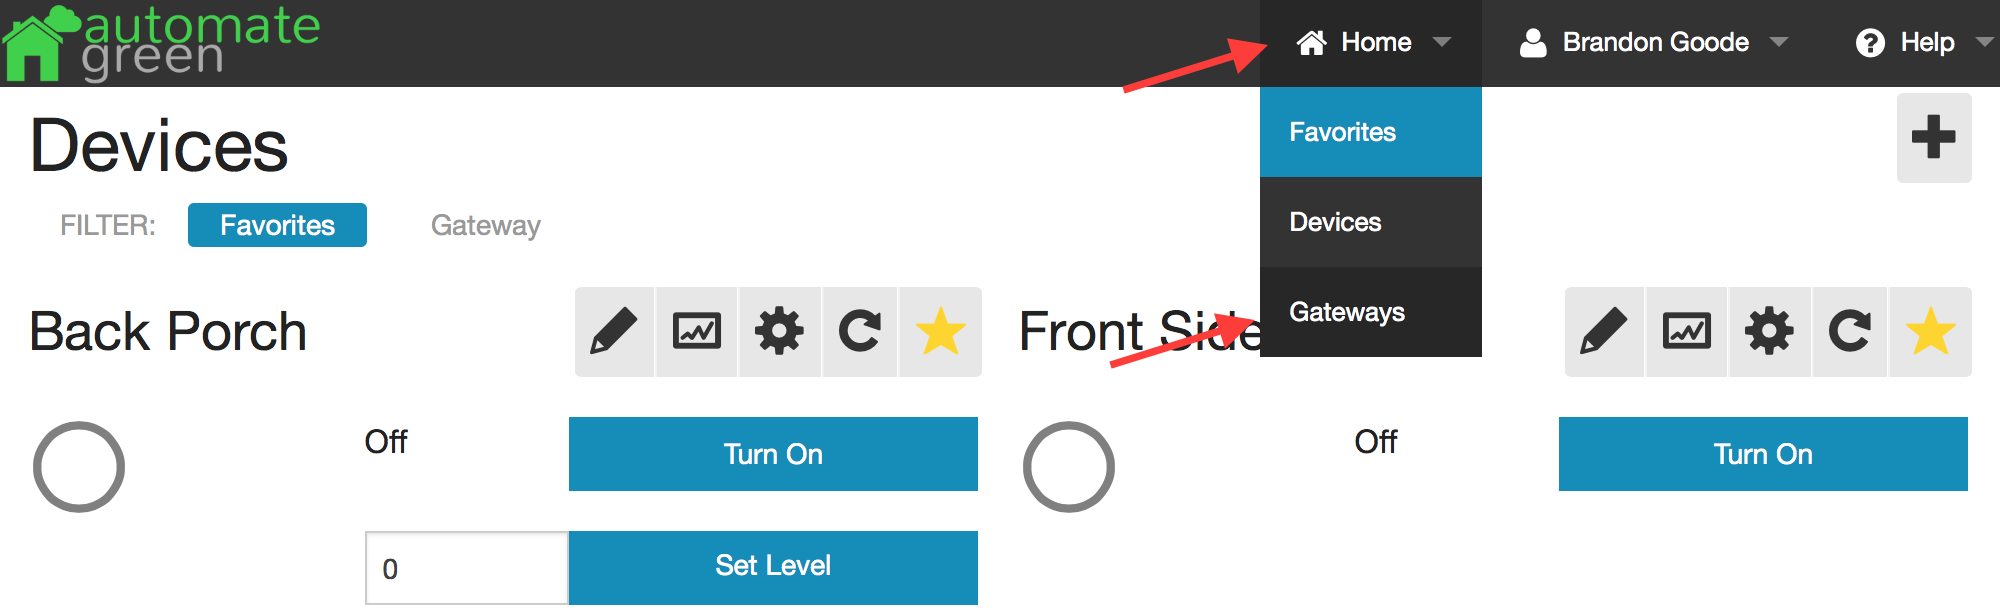 automate
green
Home
Brandon Goode
Help
Favorites
Devices
Gateways
Devices
FILTER: Favorites Gateway
Back Porch
Off
Turn On
0
Set Level
Front Side
Off
Turn On